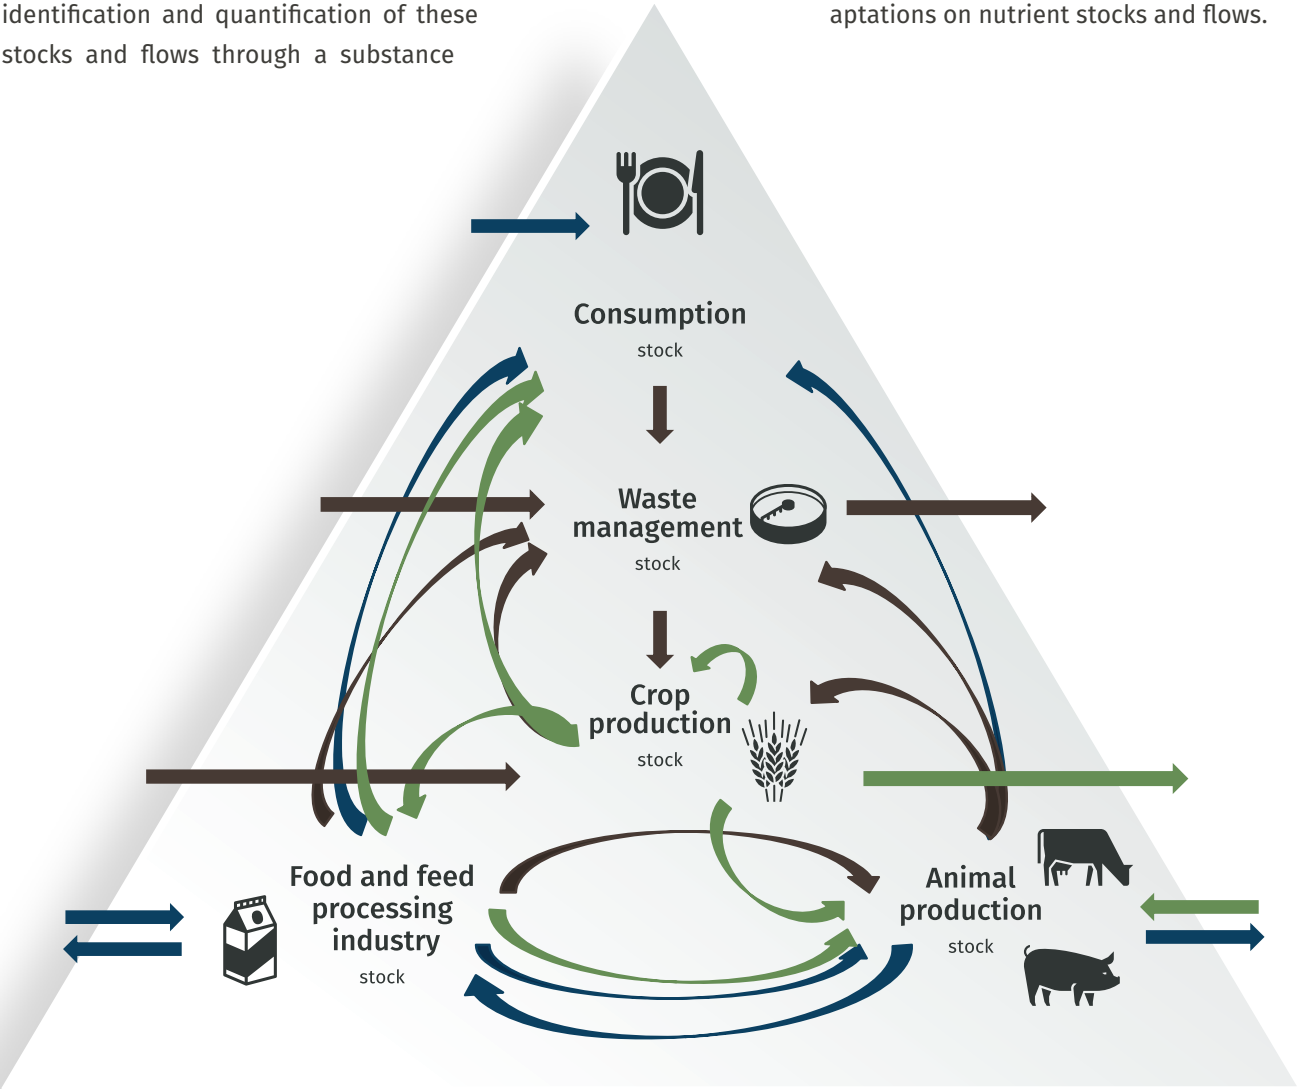 identification and quantification of these
stocks and flows through a substance
aptations on nutrient stocks and flows.
Consumption
stock
Waste
management
stock
Crop
production
stock
Food and feed
processing
industry
stock
Animal
production
stock